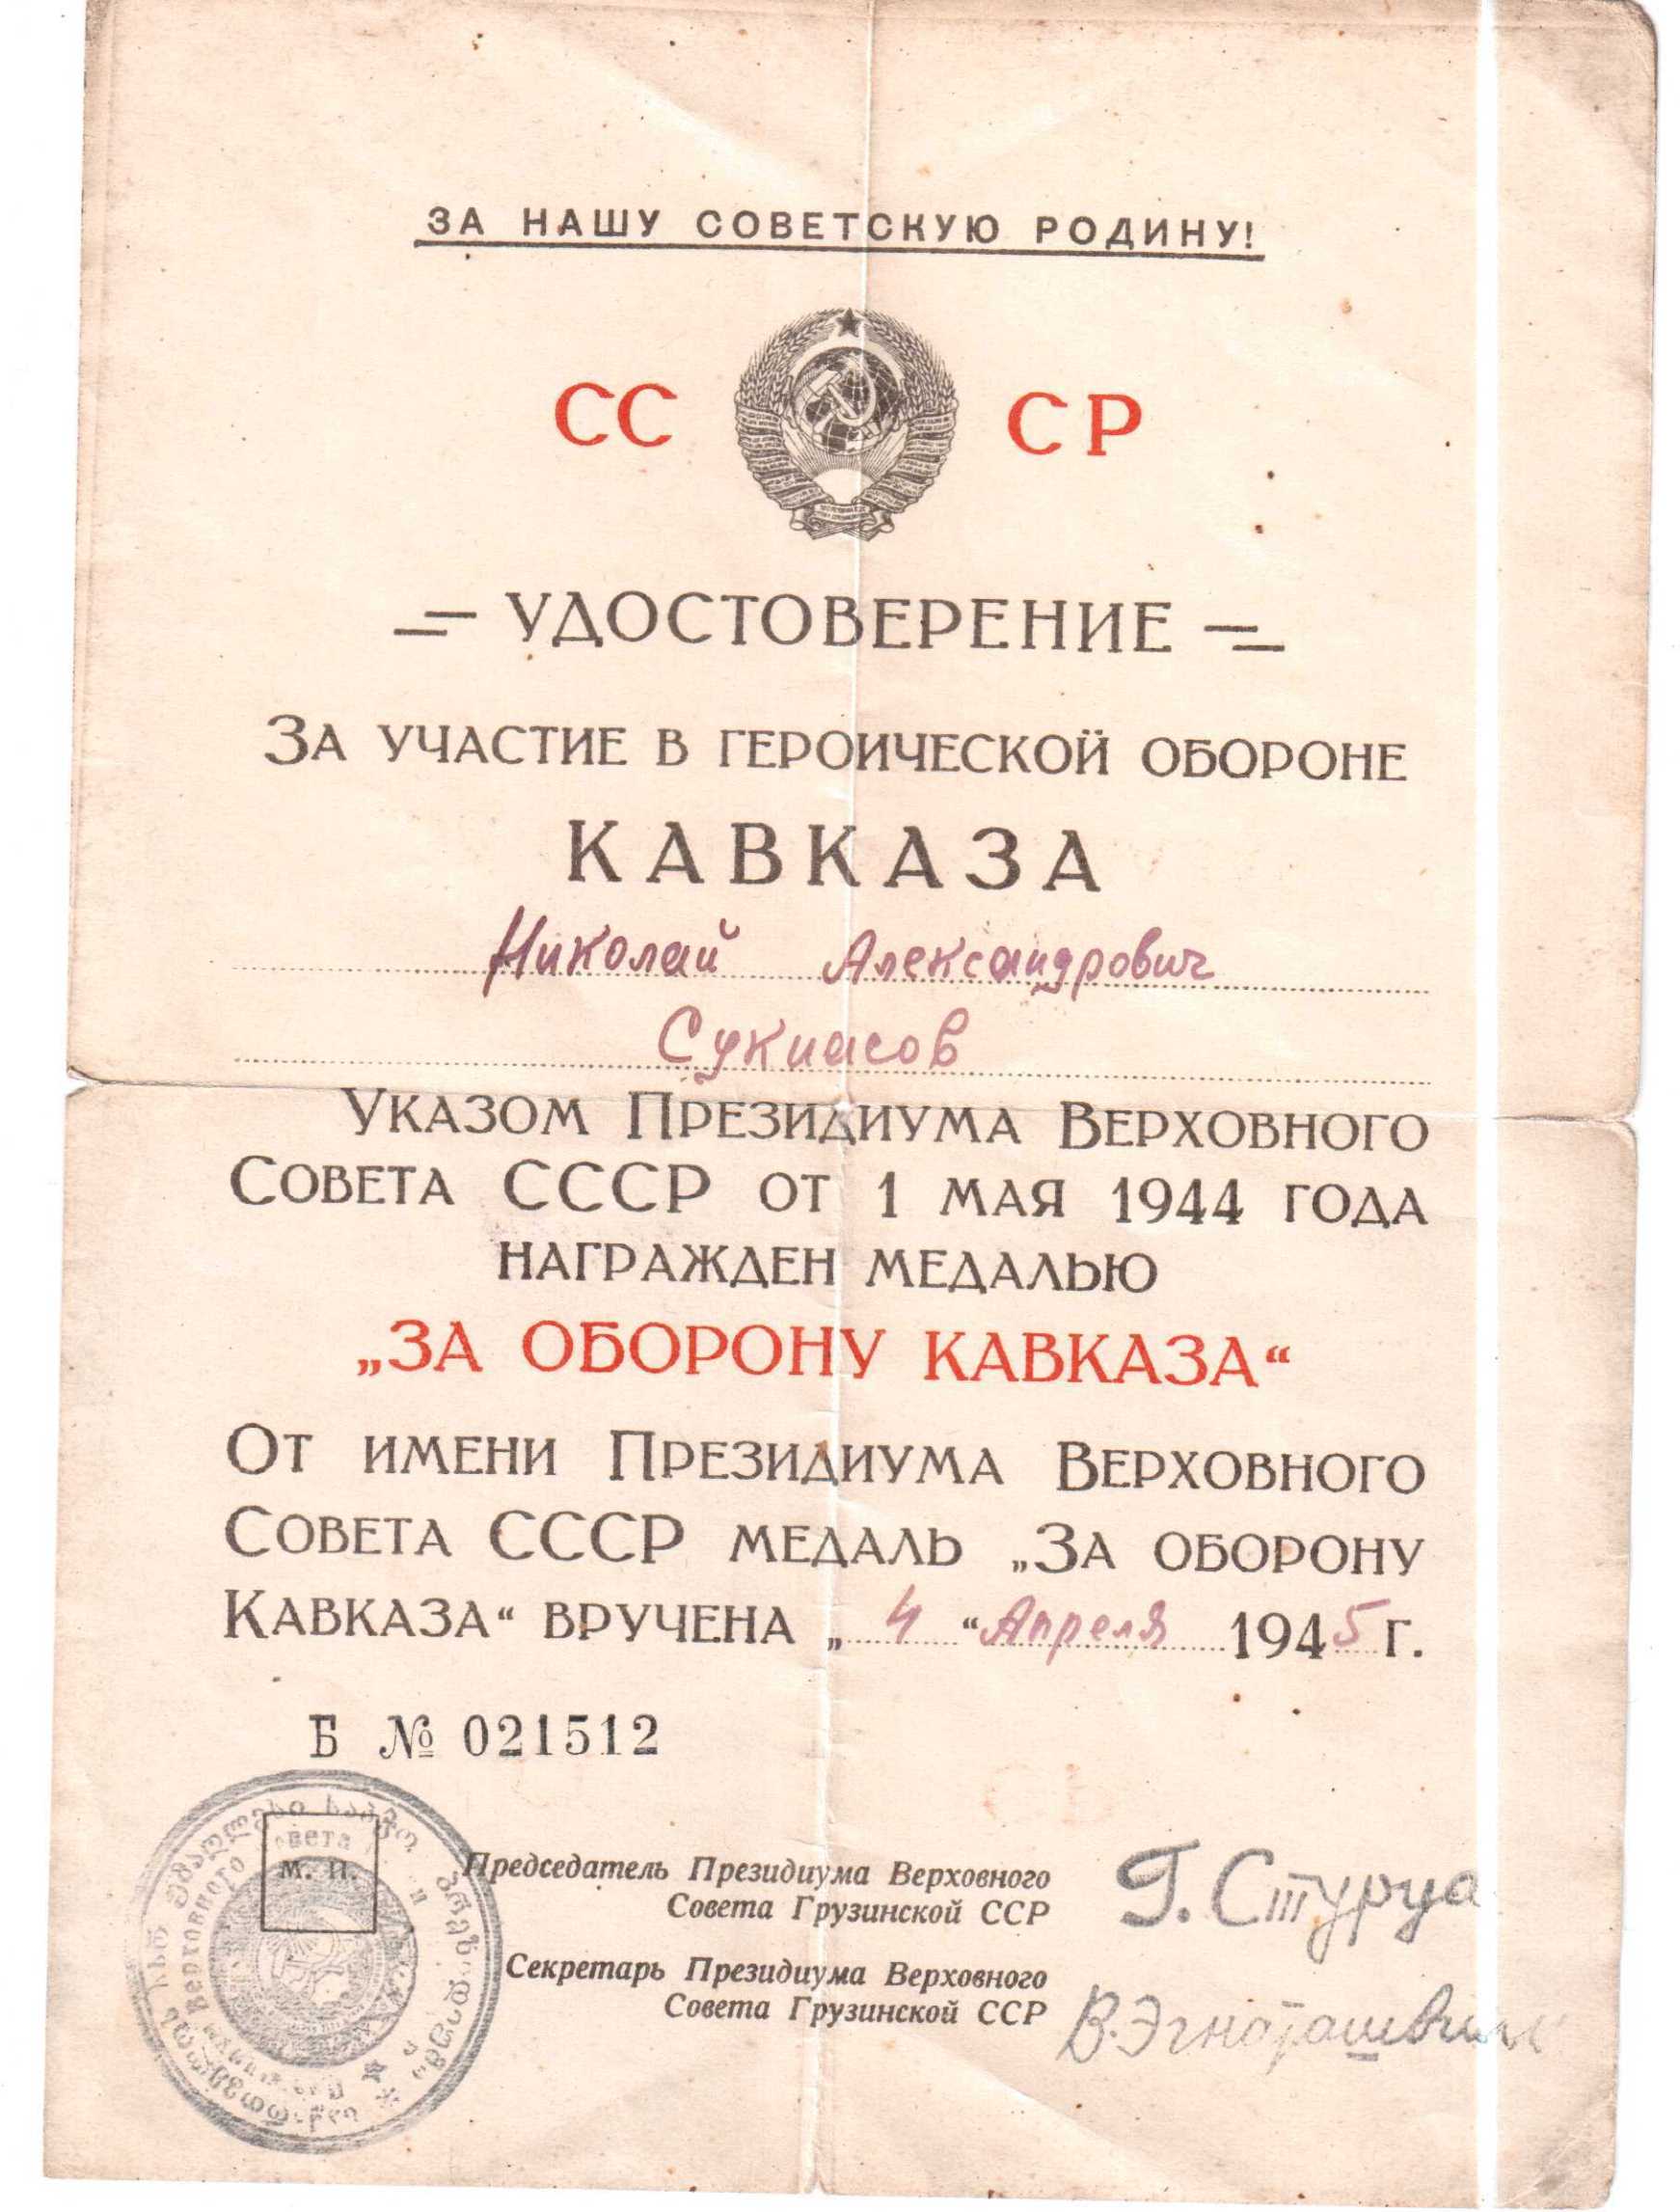 ЗА НАШУ СОВЕТСКУЮ РОДИНУ!
СС СР
УДОСТОВЕРЕНИЕ
ЗА УЧАСТИЕ В ГЕРОИЧЕСКОЙ ОБОРОНЕ
КАВКАЗА
Николай Александрович
Сукиасов
УКАЗОМ ПРЕЗИДИУМА ВЕРХОВНОГО
СОВЕТА СССР ОТ 1 МАЯ 1944 ГОДА
НАГРАЖДЕН МЕДАЛЬЮ
„ЗА ОБОРОНУ КАВКАЗА“
ОТ ИМЕНИ ПРЕЗИДИУМА ВЕРХОВНОГО
СОВЕТА СССР МЕДАЛЬ „ЗА ОБОРОНУ
КАВКАЗА“ ВРУЧЕНА „ 4 “ Апреля 1945 Г.
Б № 021512
М. П.
Председатель Президиума Верховного
Совета Грузинской ССР
Г. Стуруа
Секретарь Президиума Верховного
Совета Грузинской ССР
В. Эгнаташвили